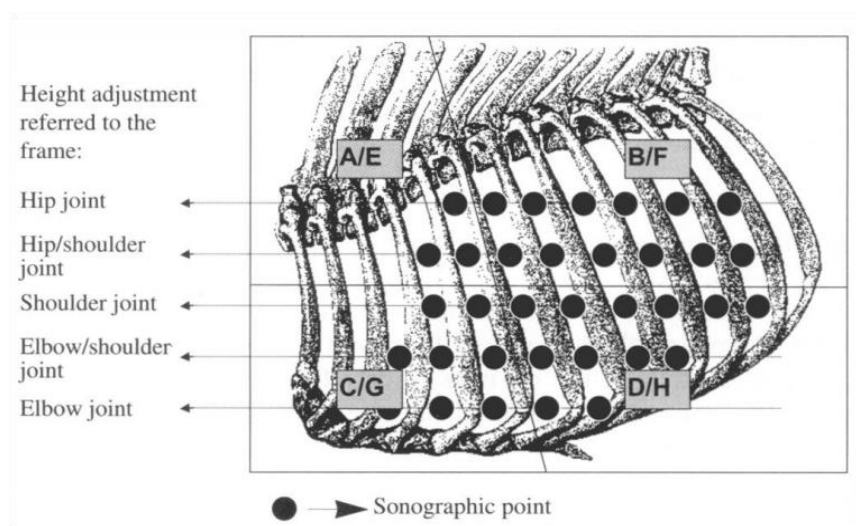 Height adjustment
referred to the
frame:
A/E
B/F
Hip joint
Hip/shoulder
joint
Shoulder joint
Elbow/shoulder
joint
C/G
D/H
Elbow joint
Sonographic point